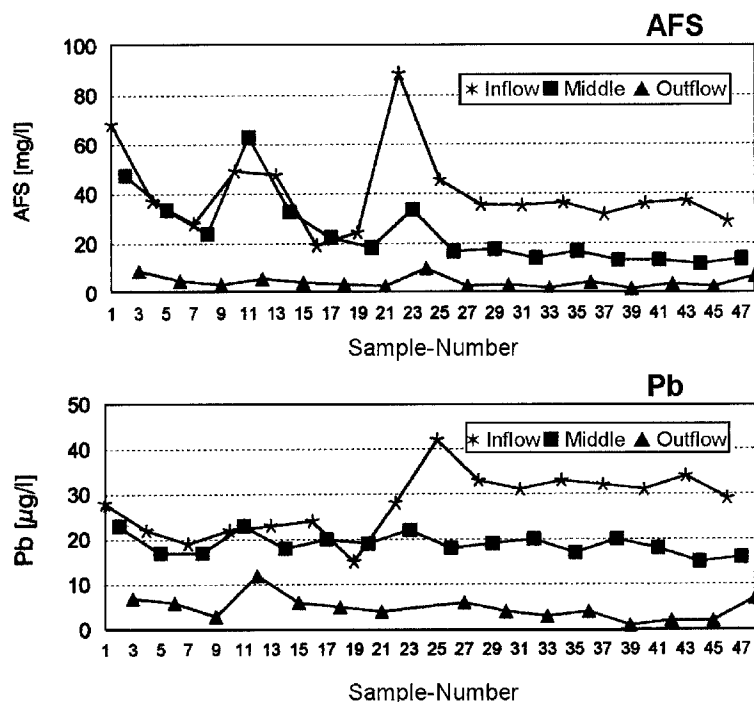 AFS
100
80
60
40
20
0
AFS [mg/l]
Inflow Middle Outflow
1 3 5 7 9 11 13 15 17 19 21 23 25 27 29 31 33 35 37 39 41 43 45 47
Sample-Number
Pb
50
40
30
20
10
0
Pb [µg/l]
Inflow Middle Outflow
1 3 5 7 9 11 13 15 17 19 21 23 25 27 29 31 33 35 37 39 41 43 45 47
Sample-Number